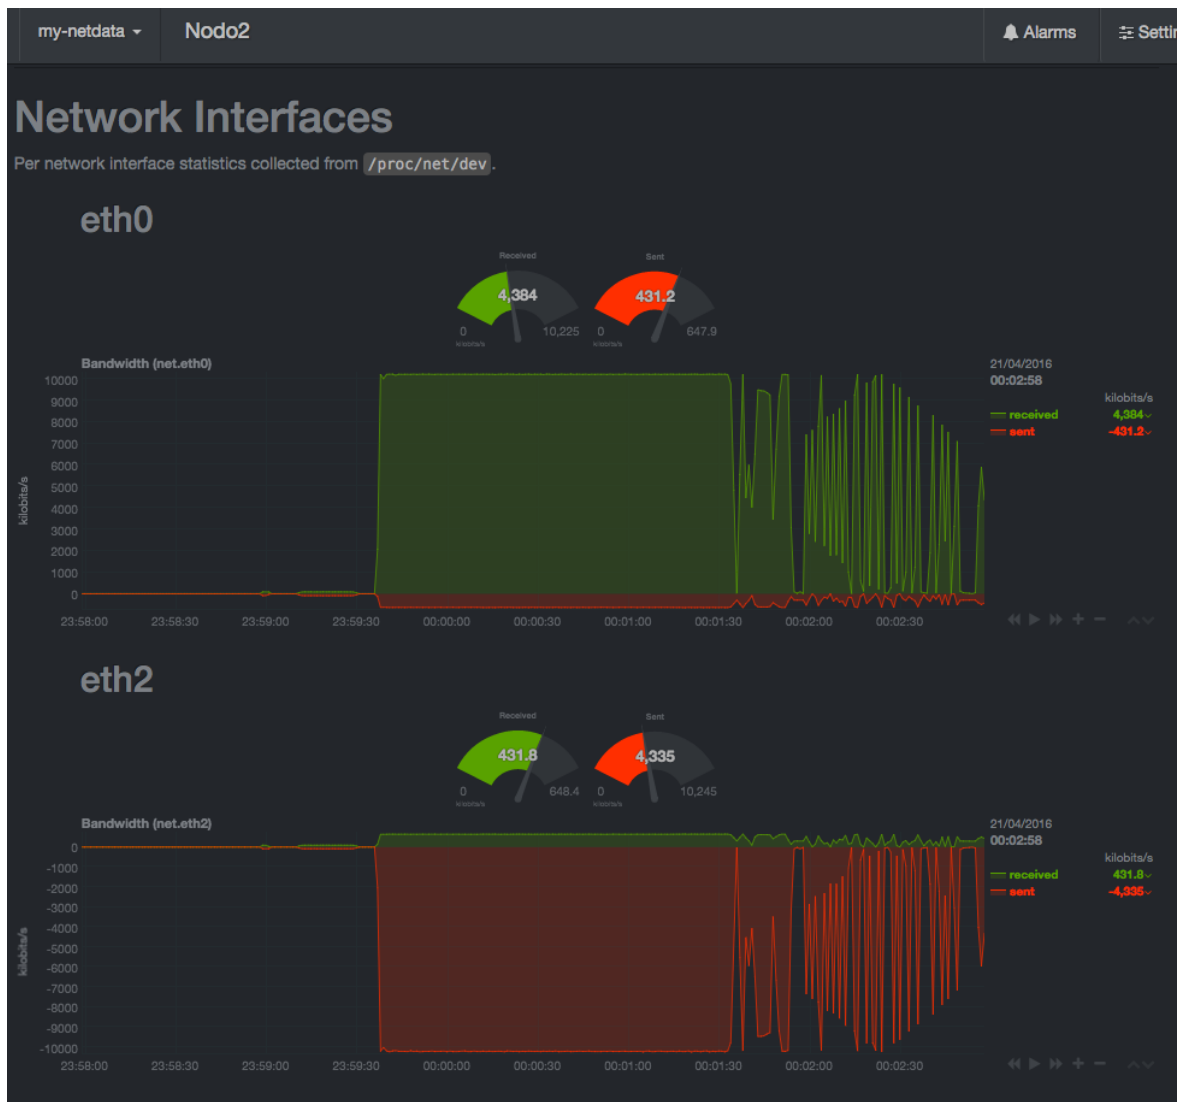 my-netdata Nodo2 Alarms Settin
Network Interfaces
Per network interface statistics collected from /proc/net/dev.
eth0
Received Sent
4,384 431.2
0 10,225 0 647.9
kilobits/s kilobits/s
Bandwidth (net.eth0) 21/04/2016
00:02:58
kilobits/s
received 4,384
sent -431.2
10000
9000
8000
7000
6000
5000
4000
3000
2000
1000
0
kilobits/s
23:58:00 23:58:30 23:59:00 23:59:30 00:00:00 00:00:30 00:01:00 00:01:30 00:02:00 00:02:30
eth2
Received Sent
431.8 4,335
0 648.4 0 10,245
kilobits/s kilobits/s
Bandwidth (net.eth2) 21/04/2016
00:02:58
kilobits/s
received 431.8
sent -4,335
0
-1000
-2000
-3000
-4000
-5000
-6000
-7000
-8000
-9000
-10000
kilobits/s
23:58:00 23:58:30 23:59:00 23:59:30 00:00:00 00:00:30 00:01:00 00:01:30 00:02:00 00:02:30